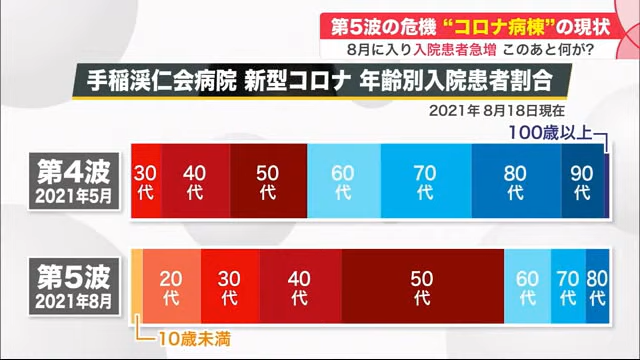 第5波の危機 “コロナ病棟”の現状
8月に入り入院患者急増 このあと何が?
手稲渓仁会病院 新型コロナ 年齢別入院患者割合
2021年8月18日現在
100歳以上
第4波
2021年5月
30代
40代
50代
60代
70代
80代
90代
第5波
2021年8月
20代
30代
40代
50代
60代
70代
80代
10歳未満